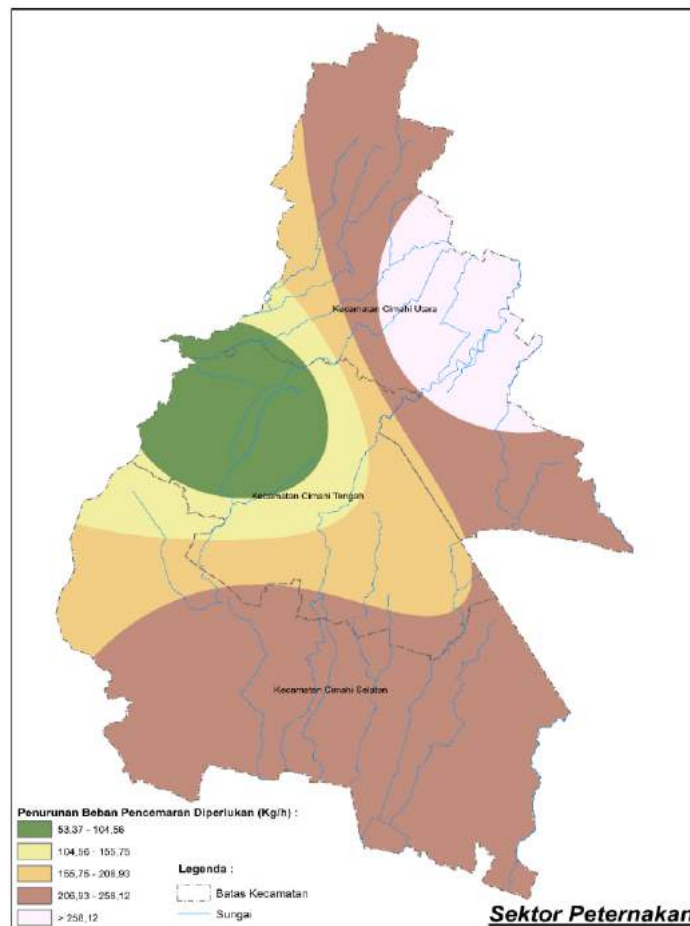 Kecamatan Cimahi Utara
Kecamatan Cimahi Tengah
Kecamatan Cimahi Selatan
Penurunan Beban Pencemaran Diperlukan (Kg/h) :
53,37 - 104,56
104,56 - 155,75
155,75 - 206,93
206,93 - 258,12
> 258,12
Legenda :
Batas Kecamatan
Sungai
Sektor Peternakan